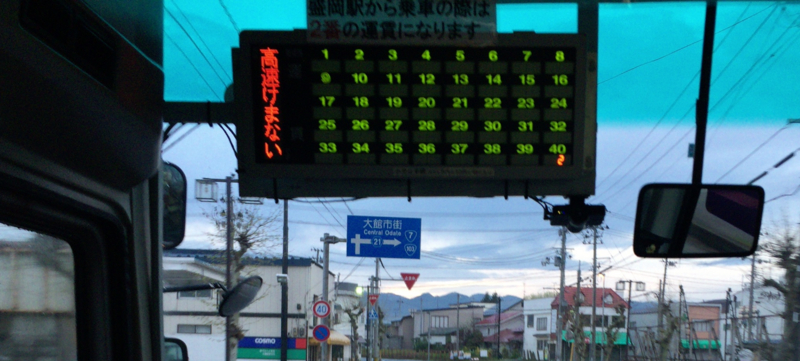 盛岡駅から乗車の際は
2番の運賃になります
高速けまない
1 2 3 4 5 6 7 8
9 10 11 12 13 14 15 16
17 18 19 20 21 22 23 24
25 26 27 28 29 30 31 32
33 34 35 36 37 38 39 40
2
大館市街
Central Odate
21
7
103
40
COSMO